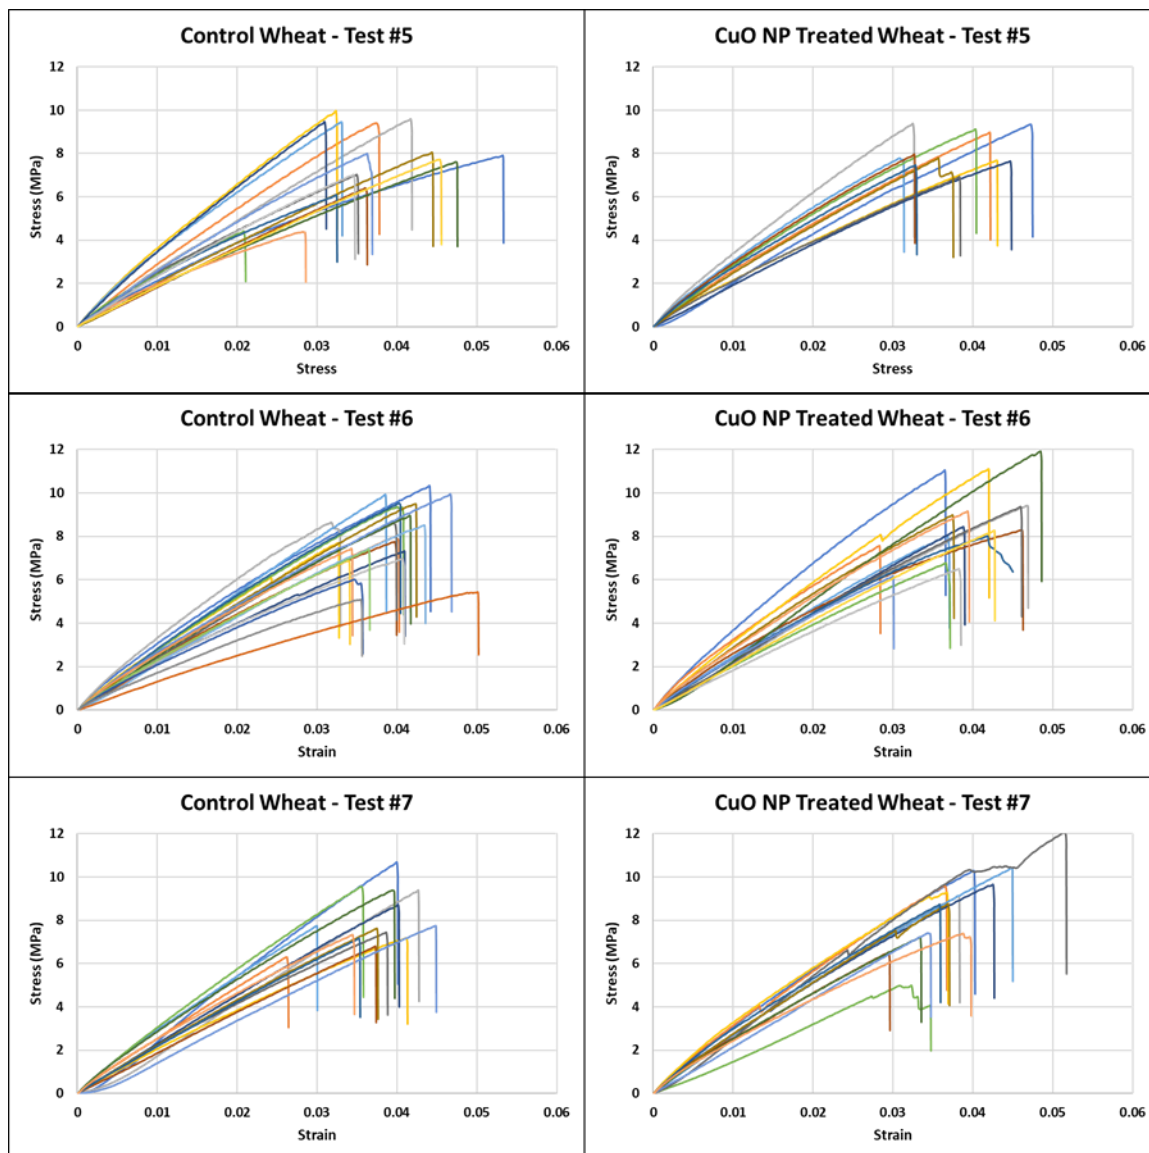 Control Wheat - Test #5
12
10
8
6
4
2
0
Stress (MPa)
0 0.01 0.02 0.03 0.04 0.05 0.06
Stress
CuO NP Treated Wheat - Test #5
12
10
8
6
4
2
0
Stress (MPa)
0 0.01 0.02 0.03 0.04 0.05 0.06
Stress
Control Wheat - Test #6
12
10
8
6
4
2
0
Stress (MPa)
0 0.01 0.02 0.03 0.04 0.05 0.06
Strain
CuO NP Treated Wheat - Test #6
12
10
8
6
4
2
0
Stress (MPa)
0 0.01 0.02 0.03 0.04 0.05 0.06
Strain
Control Wheat - Test #7
12
10
8
6
4
2
0
Stress (MPa)
0 0.01 0.02 0.03 0.04 0.05 0.06
Strain
CuO NP Treated Wheat - Test #7
12
10
8
6
4
2
0
Stress (MPa)
0 0.01 0.02 0.03 0.04 0.05 0.06
Strain